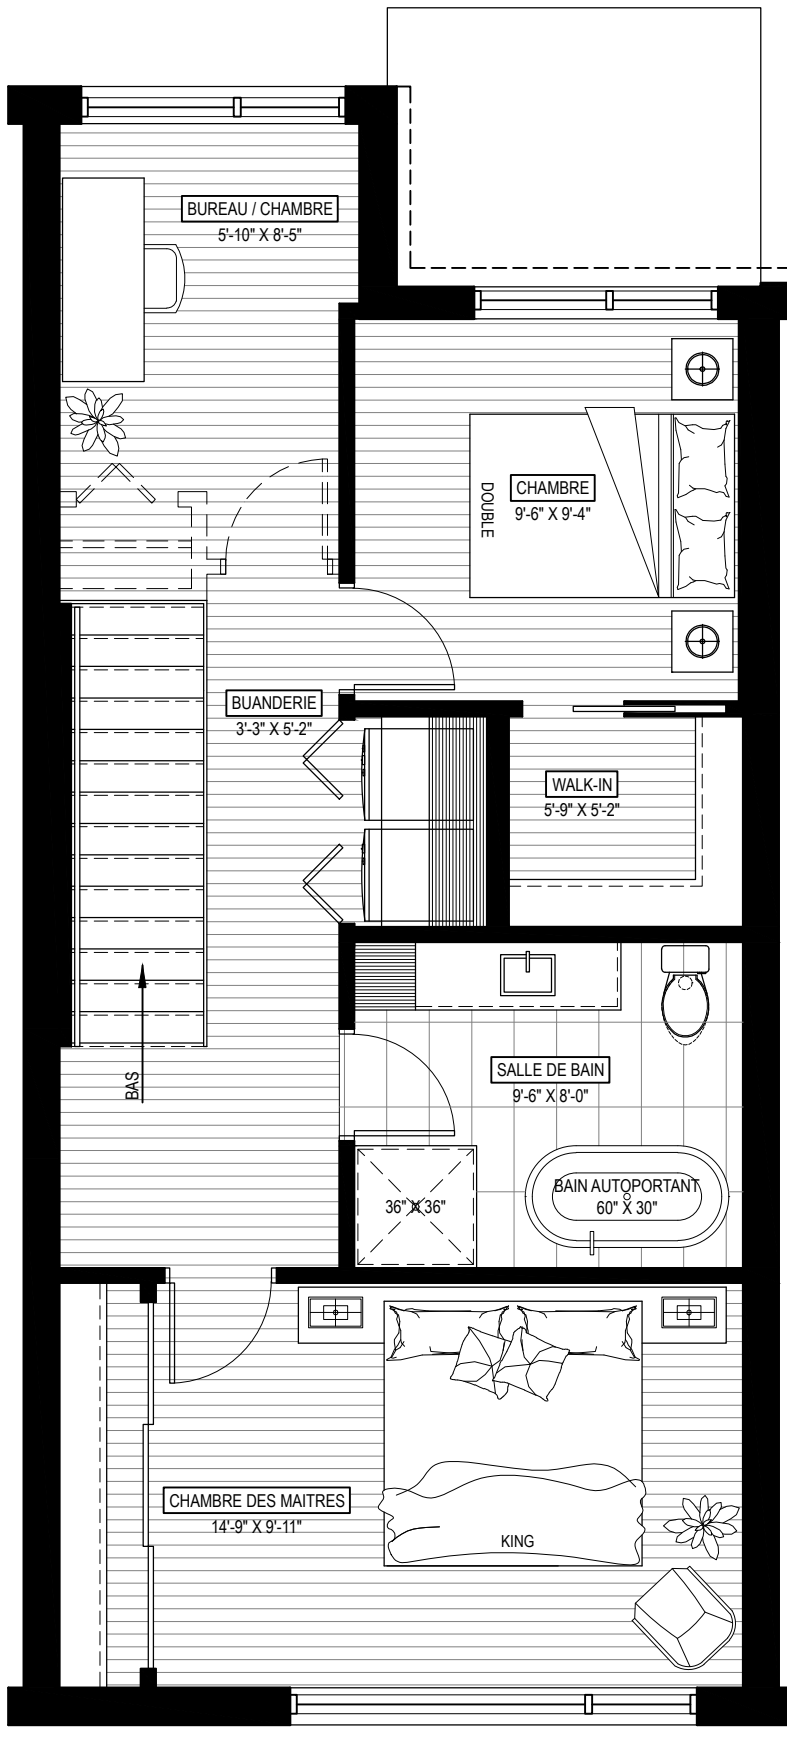 BUREAU / CHAMBRE
5'-10" X 8'-5"
CHAMBRE
9'-6" X 9'-4"
DOUBLE
BUANDERIE
3'-3" X 5'-2"
WALK-IN
5'-9" X 5'-2"
BAS
SALLE DE BAIN
9'-6" X 8'-0"
36" X 36"
BAIN AUTOPORTANT
60" X 30"
CHAMBRE DES MAITRES
14'-9" X 9'-11"
KING